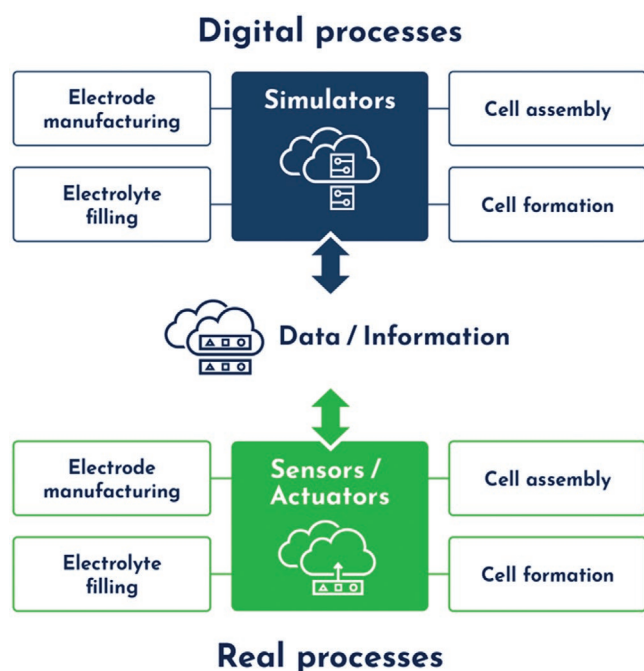 Digital processes
Electrode
manufacturing
Simulators
Cell assembly
Electrolyte
filling
Cell formation
Data / Information
Electrode
manufacturing
Sensors /
Actuators
Cell assembly
Electrolyte
filling
Cell formation
Real processes